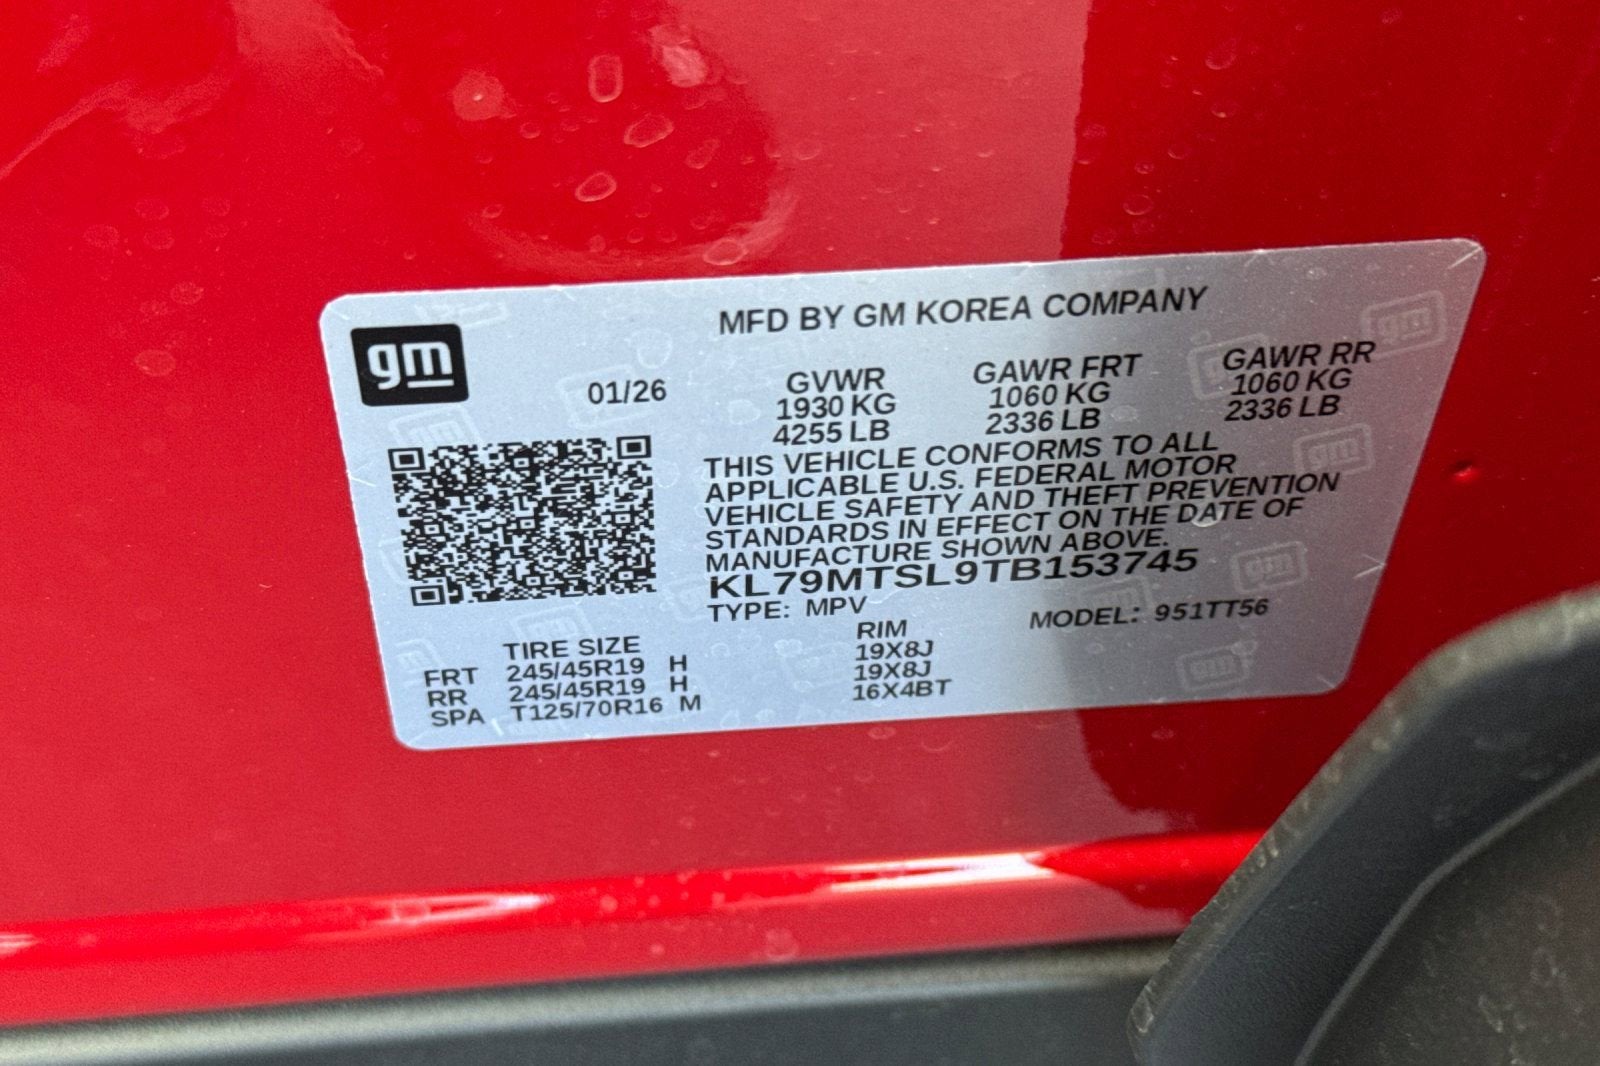 gm
MFD BY GM KOREA COMPANY
01/26
GVWR GAWR FRT GAWR RR
1930 KG 1060 KG 1060 KG
4255 LB 2336 LB 2336 LB
THIS VEHICLE CONFORMS TO ALL
APPLICABLE U.S. FEDERAL MOTOR
VEHICLE SAFETY AND THEFT PREVENTION
STANDARDS IN EFFECT ON THE DATE OF
MANUFACTURE SHOWN ABOVE.
KL79MTSL9TB153745
TYPE: MPV MODEL: 951TT56
TIRE SIZE RIM
FRT 245/45R19 H 19X8J
RR 245/45R19 H 19X8J
SPA T125/70R16 M 16X4BT